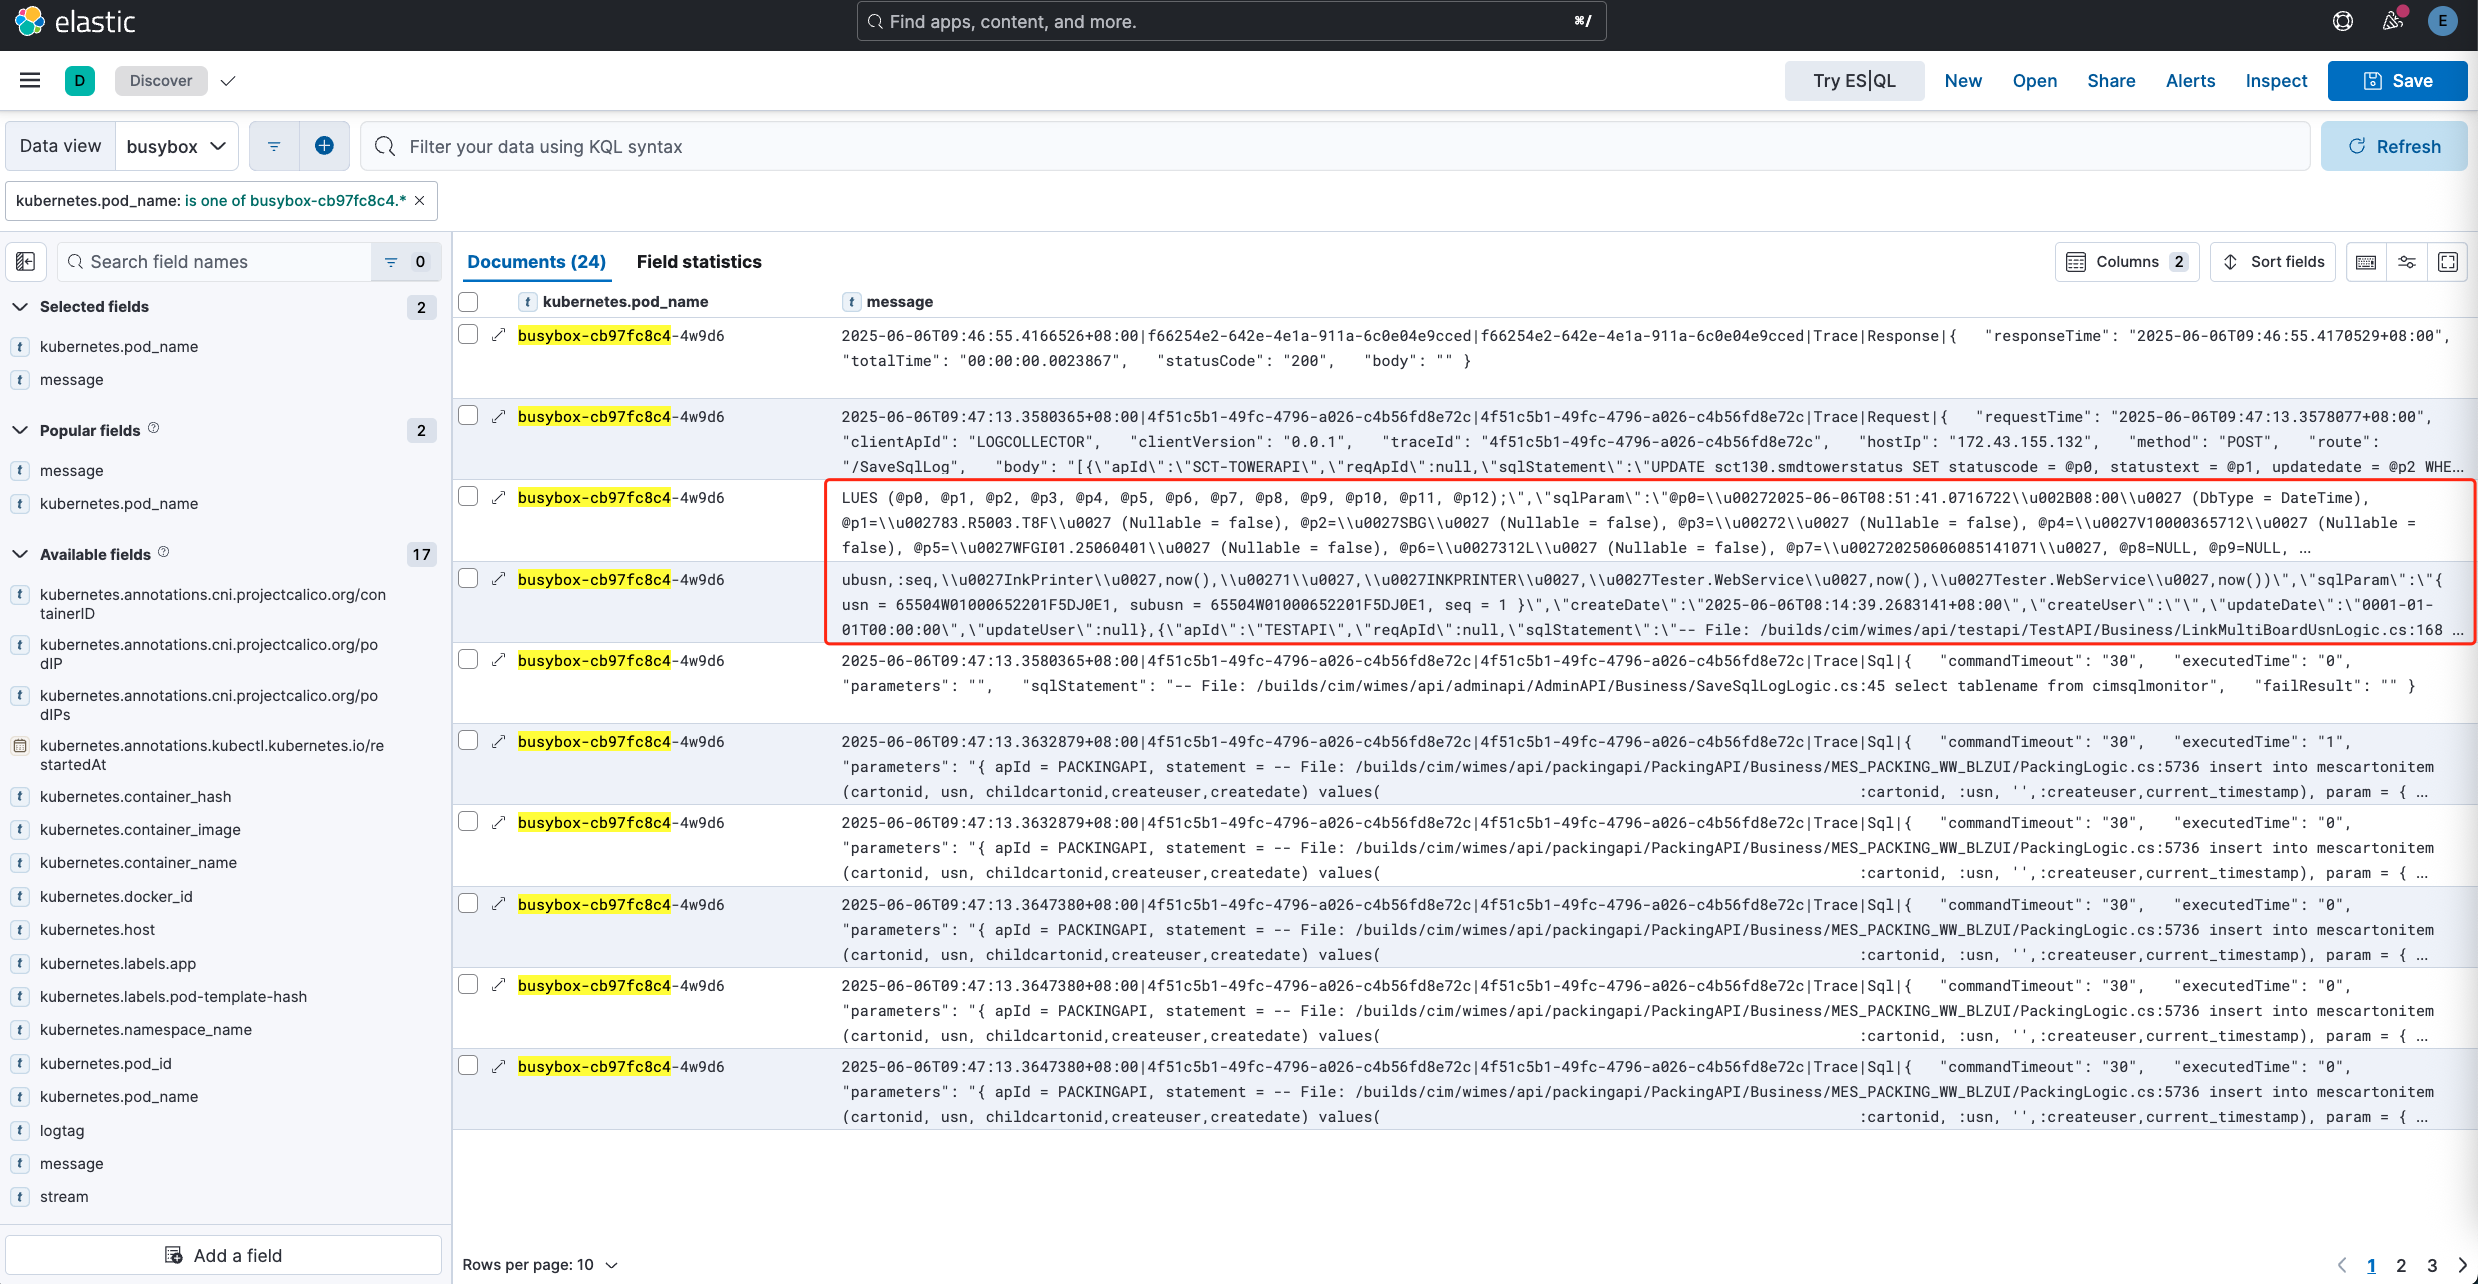 elastic
Find apps, content, and more.
⌘/
E
D
Discover
Try ES|QL
New
Open
Share
Alerts
Inspect
Save
Data view
busybox
Filter your data using KQL syntax
Refresh
kubernetes.pod_name: is one of busybox-cb97fc8c4.* ×
Search field names
0
Selected fields
2
t kubernetes.pod_name
t message
Popular fields
2
t message
t kubernetes.pod_name
Available fields
17
t kubernetes.annotations.cni.projectcalico.org/con
tainerID
t kubernetes.annotations.cni.projectcalico.org/po
dIP
t kubernetes.annotations.cni.projectcalico.org/po
dIPs
kubernetes.annotations.kubectl.kubernetes.io/re
startedAt
t kubernetes.container_hash
t kubernetes.container_image
t kubernetes.container_name
t kubernetes.docker_id
t kubernetes.host
t kubernetes.labels.app
t kubernetes.labels.pod-template-hash
t kubernetes.namespace_name
t kubernetes.pod_id
t kubernetes.pod_name
t logtag
t message
t stream
Add a field
Documents (24)
Field statistics
Columns 2
Sort fields
t kubernetes.pod_name
t message
busybox-cb97fc8c4-4w9d6
2025-06-06T09:46:55.4166526+08:00|f66254e2-642e-4e1a-911a-6c0e04e9cced|f66254e2-642e-4e1a-911a-6c0e04e9cced|Trace|Response|{ "responseTime": "2025-06-06T09:46:55.4170529+08:00",
"totalTime": "00:00:00.0023867", "statusCode": "200", "body": "" }
busybox-cb97fc8c4-4w9d6
2025-06-06T09:47:13.3580365+08:00|4f51c5b1-49fc-4796-a026-c4b56fd8e72c|4f51c5b1-49fc-4796-a026-c4b56fd8e72c|Trace|Request|{ "requestTime": "2025-06-06T09:47:13.3578077+08:00",
"clientApId": "LOGCOLLECTOR", "clientVersion": "0.0.1", "traceId": "4f51c5b1-49fc-4796-a026-c4b56fd8e72c", "hostIp": "172.43.155.132", "method": "POST", "route":
"/SaveSqlLog", "body": "[{\"apId\":\"SCT-TOWERAPI\",\"reqApId\":null,\"sqlStatement\":\"UPDATE sct130.smdtowerstatus SET statuscode = @p0, statustext = @p1, updatedate = @p2 WHE…
busybox-cb97fc8c4-4w9d6
LUES (@p0, @p1, @p2, @p3, @p4, @p5, @p6, @p7, @p8, @p9, @p10, @p11, @p12);\",\"sqlParam\":\"@p0=\\u00272025-06-06T08:51:41.0716722\\u002B08:00\\u0027 (DbType = DateTime),
@p1=\\u002783.R5003.T8F\\u0027 (Nullable = false), @p2=\\u0027SBG\\u0027 (Nullable = false), @p3=\\u00272\\u0027 (Nullable = false), @p4=\\u0027V10000365712\\u0027 (Nullable =
false), @p5=\\u0027WFGI01.25060401\\u0027 (Nullable = false), @p6=\\u0027312L\\u0027 (Nullable = false), @p7=\\u002720250606085141071\\u0027, @p8=NULL, @p9=NULL, …
busybox-cb97fc8c4-4w9d6
ubusn,:seq,\\u0027InkPrinter\\u0027,now(),\\u00271\\u0027,\\u0027INKPRINTER\\u0027,\\u0027Tester.WebService\\u0027,now(),\\u0027Tester.WebService\\u0027,now())\",\"sqlParam\":\"{
usn = 65504W01000652201F5DJ0E1, subusn = 65504W01000652201F5DJ0E1, seq = 1 }\",\"createDate\":\"2025-06-06T08:14:39.2683141+08:00\",\"createUser\":\"\",\"updateDate\":\"0001-01-
01T00:00:00\",\"updateUser\":null},{\"apId\":\"TESTAPI\",\"reqApId\":null,\"sqlStatement\":\"-- File: /builds/cim/wimes/api/testapi/TestAPI/Business/LinkMultiBoardUsnLogic.cs:168 …
busybox-cb97fc8c4-4w9d6
2025-06-06T09:47:13.3580365+08:00|4f51c5b1-49fc-4796-a026-c4b56fd8e72c|4f51c5b1-49fc-4796-a026-c4b56fd8e72c|Trace|Sql|{ "commandTimeout": "30", "executedTime": "0",
"parameters": "", "sqlStatement": "-- File: /builds/cim/wimes/api/adminapi/AdminAPI/Business/SaveSqlLogLogic.cs:45 select tablename from cimsqlmonitor", "failResult": "" }
busybox-cb97fc8c4-4w9d6
2025-06-06T09:47:13.3632879+08:00|4f51c5b1-49fc-4796-a026-c4b56fd8e72c|4f51c5b1-49fc-4796-a026-c4b56fd8e72c|Trace|Sql|{ "commandTimeout": "30", "executedTime": "1",
"parameters": "{ apId = PACKINGAPI, statement = -- File: /builds/cim/wimes/api/packingapi/PackingAPI/Business/MES_PACKING_WW_BLZUI/PackingLogic.cs:5736 insert into mescartonitem
(cartonid, usn, childcartonid,createuser,createdate) values( :cartonid, :usn, '',:createuser,current_timestamp), param = { …
busybox-cb97fc8c4-4w9d6
2025-06-06T09:47:13.3632879+08:00|4f51c5b1-49fc-4796-a026-c4b56fd8e72c|4f51c5b1-49fc-4796-a026-c4b56fd8e72c|Trace|Sql|{ "commandTimeout": "30", "executedTime": "0",
"parameters": "{ apId = PACKINGAPI, statement = -- File: /builds/cim/wimes/api/packingapi/PackingAPI/Business/MES_PACKING_WW_BLZUI/PackingLogic.cs:5736 insert into mescartonitem
(cartonid, usn, childcartonid,createuser,createdate) values( :cartonid, :usn, '',:createuser,current_timestamp), param = { …
busybox-cb97fc8c4-4w9d6
2025-06-06T09:47:13.3647380+08:00|4f51c5b1-49fc-4796-a026-c4b56fd8e72c|4f51c5b1-49fc-4796-a026-c4b56fd8e72c|Trace|Sql|{ "commandTimeout": "30", "executedTime": "0",
"parameters": "{ apId = PACKINGAPI, statement = -- File: /builds/cim/wimes/api/packingapi/PackingAPI/Business/MES_PACKING_WW_BLZUI/PackingLogic.cs:5736 insert into mescartonitem
(cartonid, usn, childcartonid,createuser,createdate) values( :cartonid, :usn, '',:createuser,current_timestamp), param = { …
busybox-cb97fc8c4-4w9d6
2025-06-06T09:47:13.3647380+08:00|4f51c5b1-49fc-4796-a026-c4b56fd8e72c|4f51c5b1-49fc-4796-a026-c4b56fd8e72c|Trace|Sql|{ "commandTimeout": "30", "executedTime": "0",
"parameters": "{ apId = PACKINGAPI, statement = -- File: /builds/cim/wimes/api/packingapi/PackingAPI/Business/MES_PACKING_WW_BLZUI/PackingLogic.cs:5736 insert into mescartonitem
(cartonid, usn, childcartonid,createuser,createdate) values( :cartonid, :usn, '',:createuser,current_timestamp), param = { …
busybox-cb97fc8c4-4w9d6
2025-06-06T09:47:13.3647380+08:00|4f51c5b1-49fc-4796-a026-c4b56fd8e72c|4f51c5b1-49fc-4796-a026-c4b56fd8e72c|Trace|Sql|{ "commandTimeout": "30", "executedTime": "0",
"parameters": "{ apId = PACKINGAPI, statement = -- File: /builds/cim/wimes/api/packingapi/PackingAPI/Business/MES_PACKING_WW_BLZUI/PackingLogic.cs:5736 insert into mescartonitem
(cartonid, usn, childcartonid,createuser,createdate) values( :cartonid, :usn, '',:createuser,current_timestamp), param = { …
Rows per page: 10
1 2 3